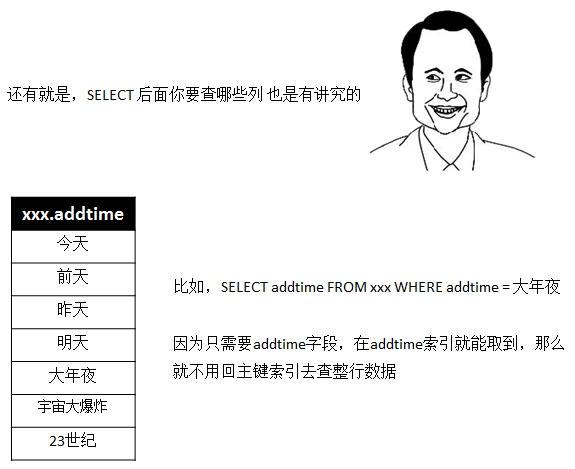 还有就是，SELECT 后面你要查哪些列 也是有讲究的
xxx.addtime
今天
前天
昨天
明天
大年夜
宇宙大爆炸
23世纪
比如，SELECT addtime FROM xxx WHERE addtime = 大年夜
因为只需要addtime字段，在addtime索引就能取到，那么
就不用回主键索引去查整行数据